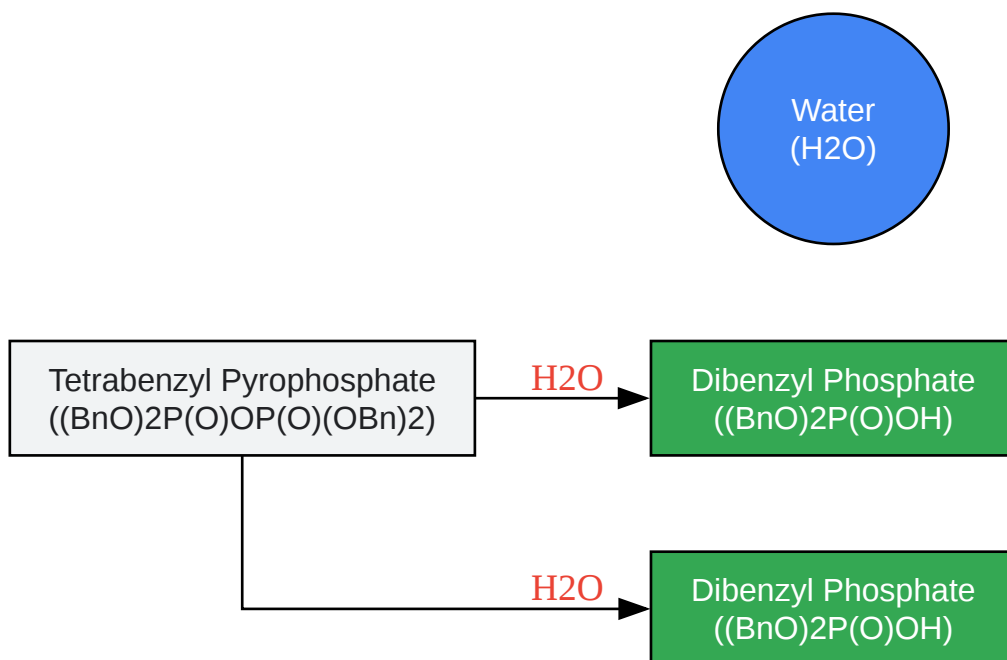 Water
(H2O)
Tetrabenzyl Pyrophosphate
((BnO)2P(O)OP(O)(OBn)2)
H2O
Dibenzyl Phosphate
((BnO)2P(O)OH)
H2O
Dibenzyl Phosphate
((BnO)2P(O)OH)